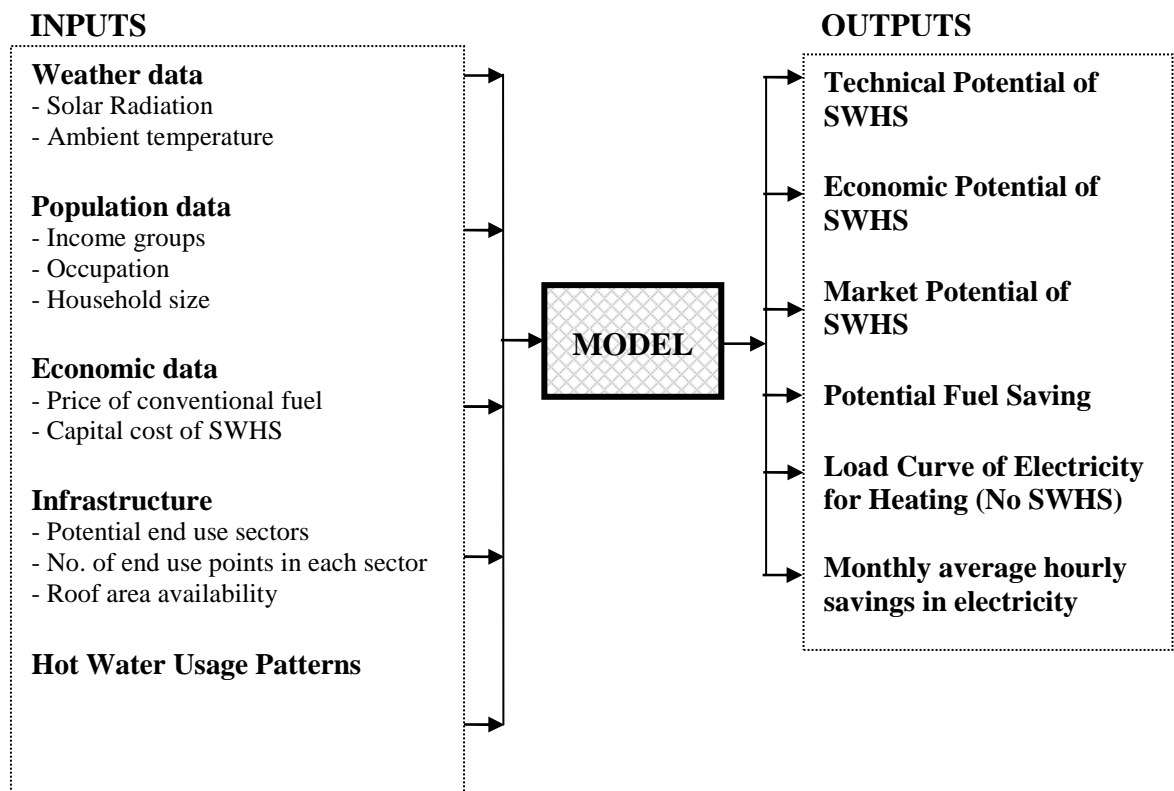 INPUTS
Weather data
- Solar Radiation
- Ambient temperature
Population data
- Income groups
- Occupation
- Household size
Economic data
- Price of conventional fuel
- Capital cost of SWHS
Infrastructure
- Potential end use sectors
- No. of end use points in each sector
- Roof area availability
Hot Water Usage Patterns
MODEL
OUTPUTS
Technical Potential of
SWHS
Economic Potential of
SWHS
Market Potential of
SWHS
Potential Fuel Saving
Load Curve of Electricity
for Heating (No SWHS)
Monthly average hourly
savings in electricity